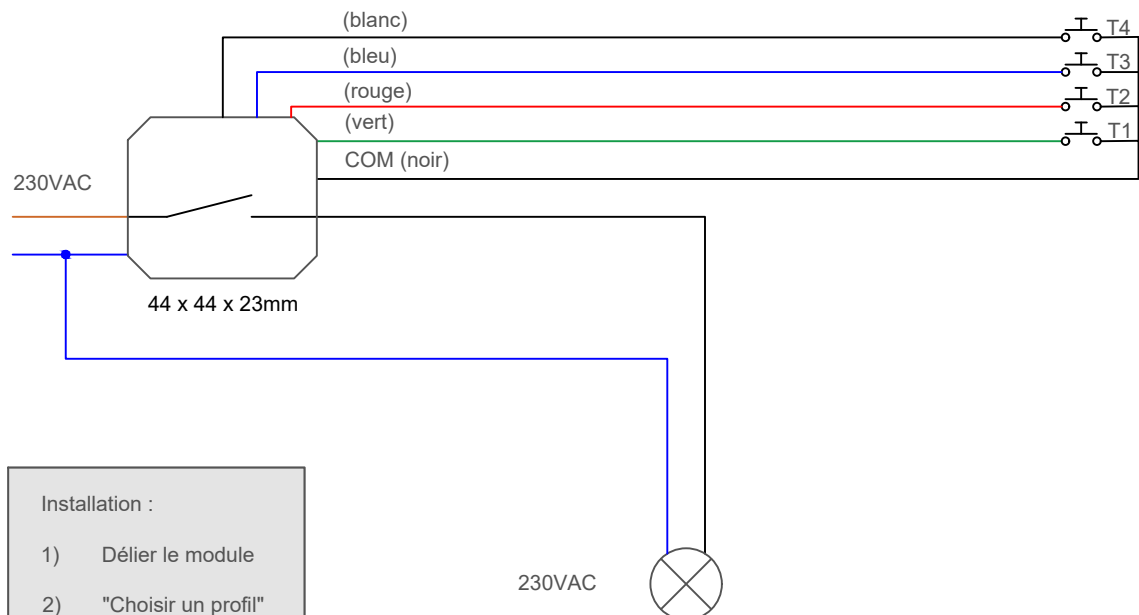 (blanc)
T4
(bleu)
T3
(rouge)
T2
(vert)
T1
COM (noir)
230VAC
44 x 44 x 23mm
Installation :
1) Délier le module
2) "Choisir un profil"
230VAC